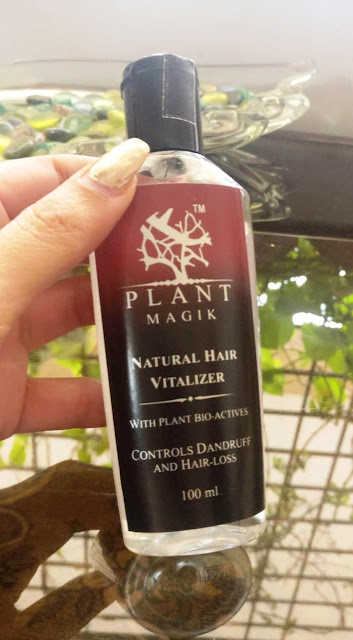 TM
PLANT
MAGIK
NATURAL HAIR
VITALIZER
WITH PLANT BIO-ACTIVES
CONTROLS DANDRUFF
AND HAIR-LOSS
100 ml